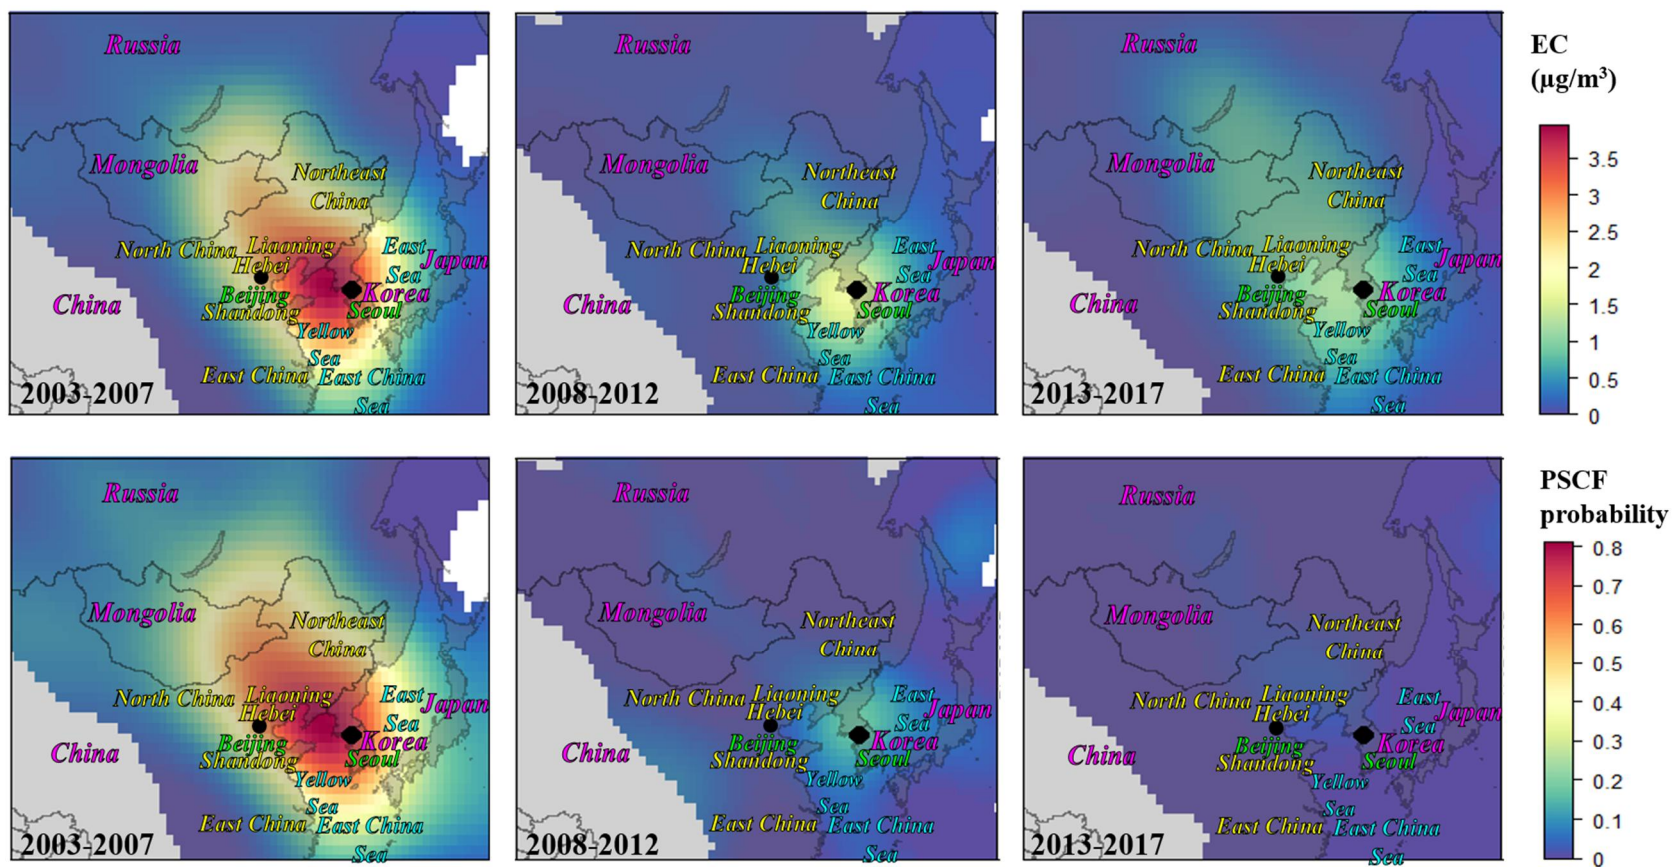 Russia
Mongolia
Northeast
China
North China
Liaoning
Hebei
East
Sea
Japan
China
Beijing
Korea
Shandong
Seoul
Yellow
Sea
East China
East China
Sea
2003-2007
Russia
Mongolia
Northeast
China
North China
Liaoning
Hebei
East
Sea
Japan
China
Beijing
Korea
Shandong
Seoul
Yellow
Sea
East China
East China
Sea
2008-2012
Russia
Mongolia
Northeast
China
North China
Liaoning
Hebei
East
Sea
Japan
China
Beijing
Korea
Shandong
Seoul
Yellow
Sea
East China
East China
Sea
2013-2017
EC
(µg/m³)
3.5
3
2.5
2
1.5
1
0.5
0
Russia
Mongolia
Northeast
China
North China
Liaoning
Hebei
East
Sea
Japan
China
Beijing
Korea
Shandong
Seoul
Yellow
Sea
East China
East China
Sea
2003-2007
Russia
Mongolia
Northeast
China
North China
Liaoning
Hebei
East
Sea
Japan
China
Beijing
Korea
Shandong
Seoul
Yellow
Sea
East China
East China
Sea
2008-2012
Russia
Mongolia
Northeast
China
North China
Liaoning
Hebei
East
Sea
Japan
China
Beijing
Korea
Shandong
Seoul
Yellow
Sea
East China
East China
Sea
2013-2017
PSCF
probability
0.8
0.7
0.6
0.5
0.4
0.3
0.2
0.1
0